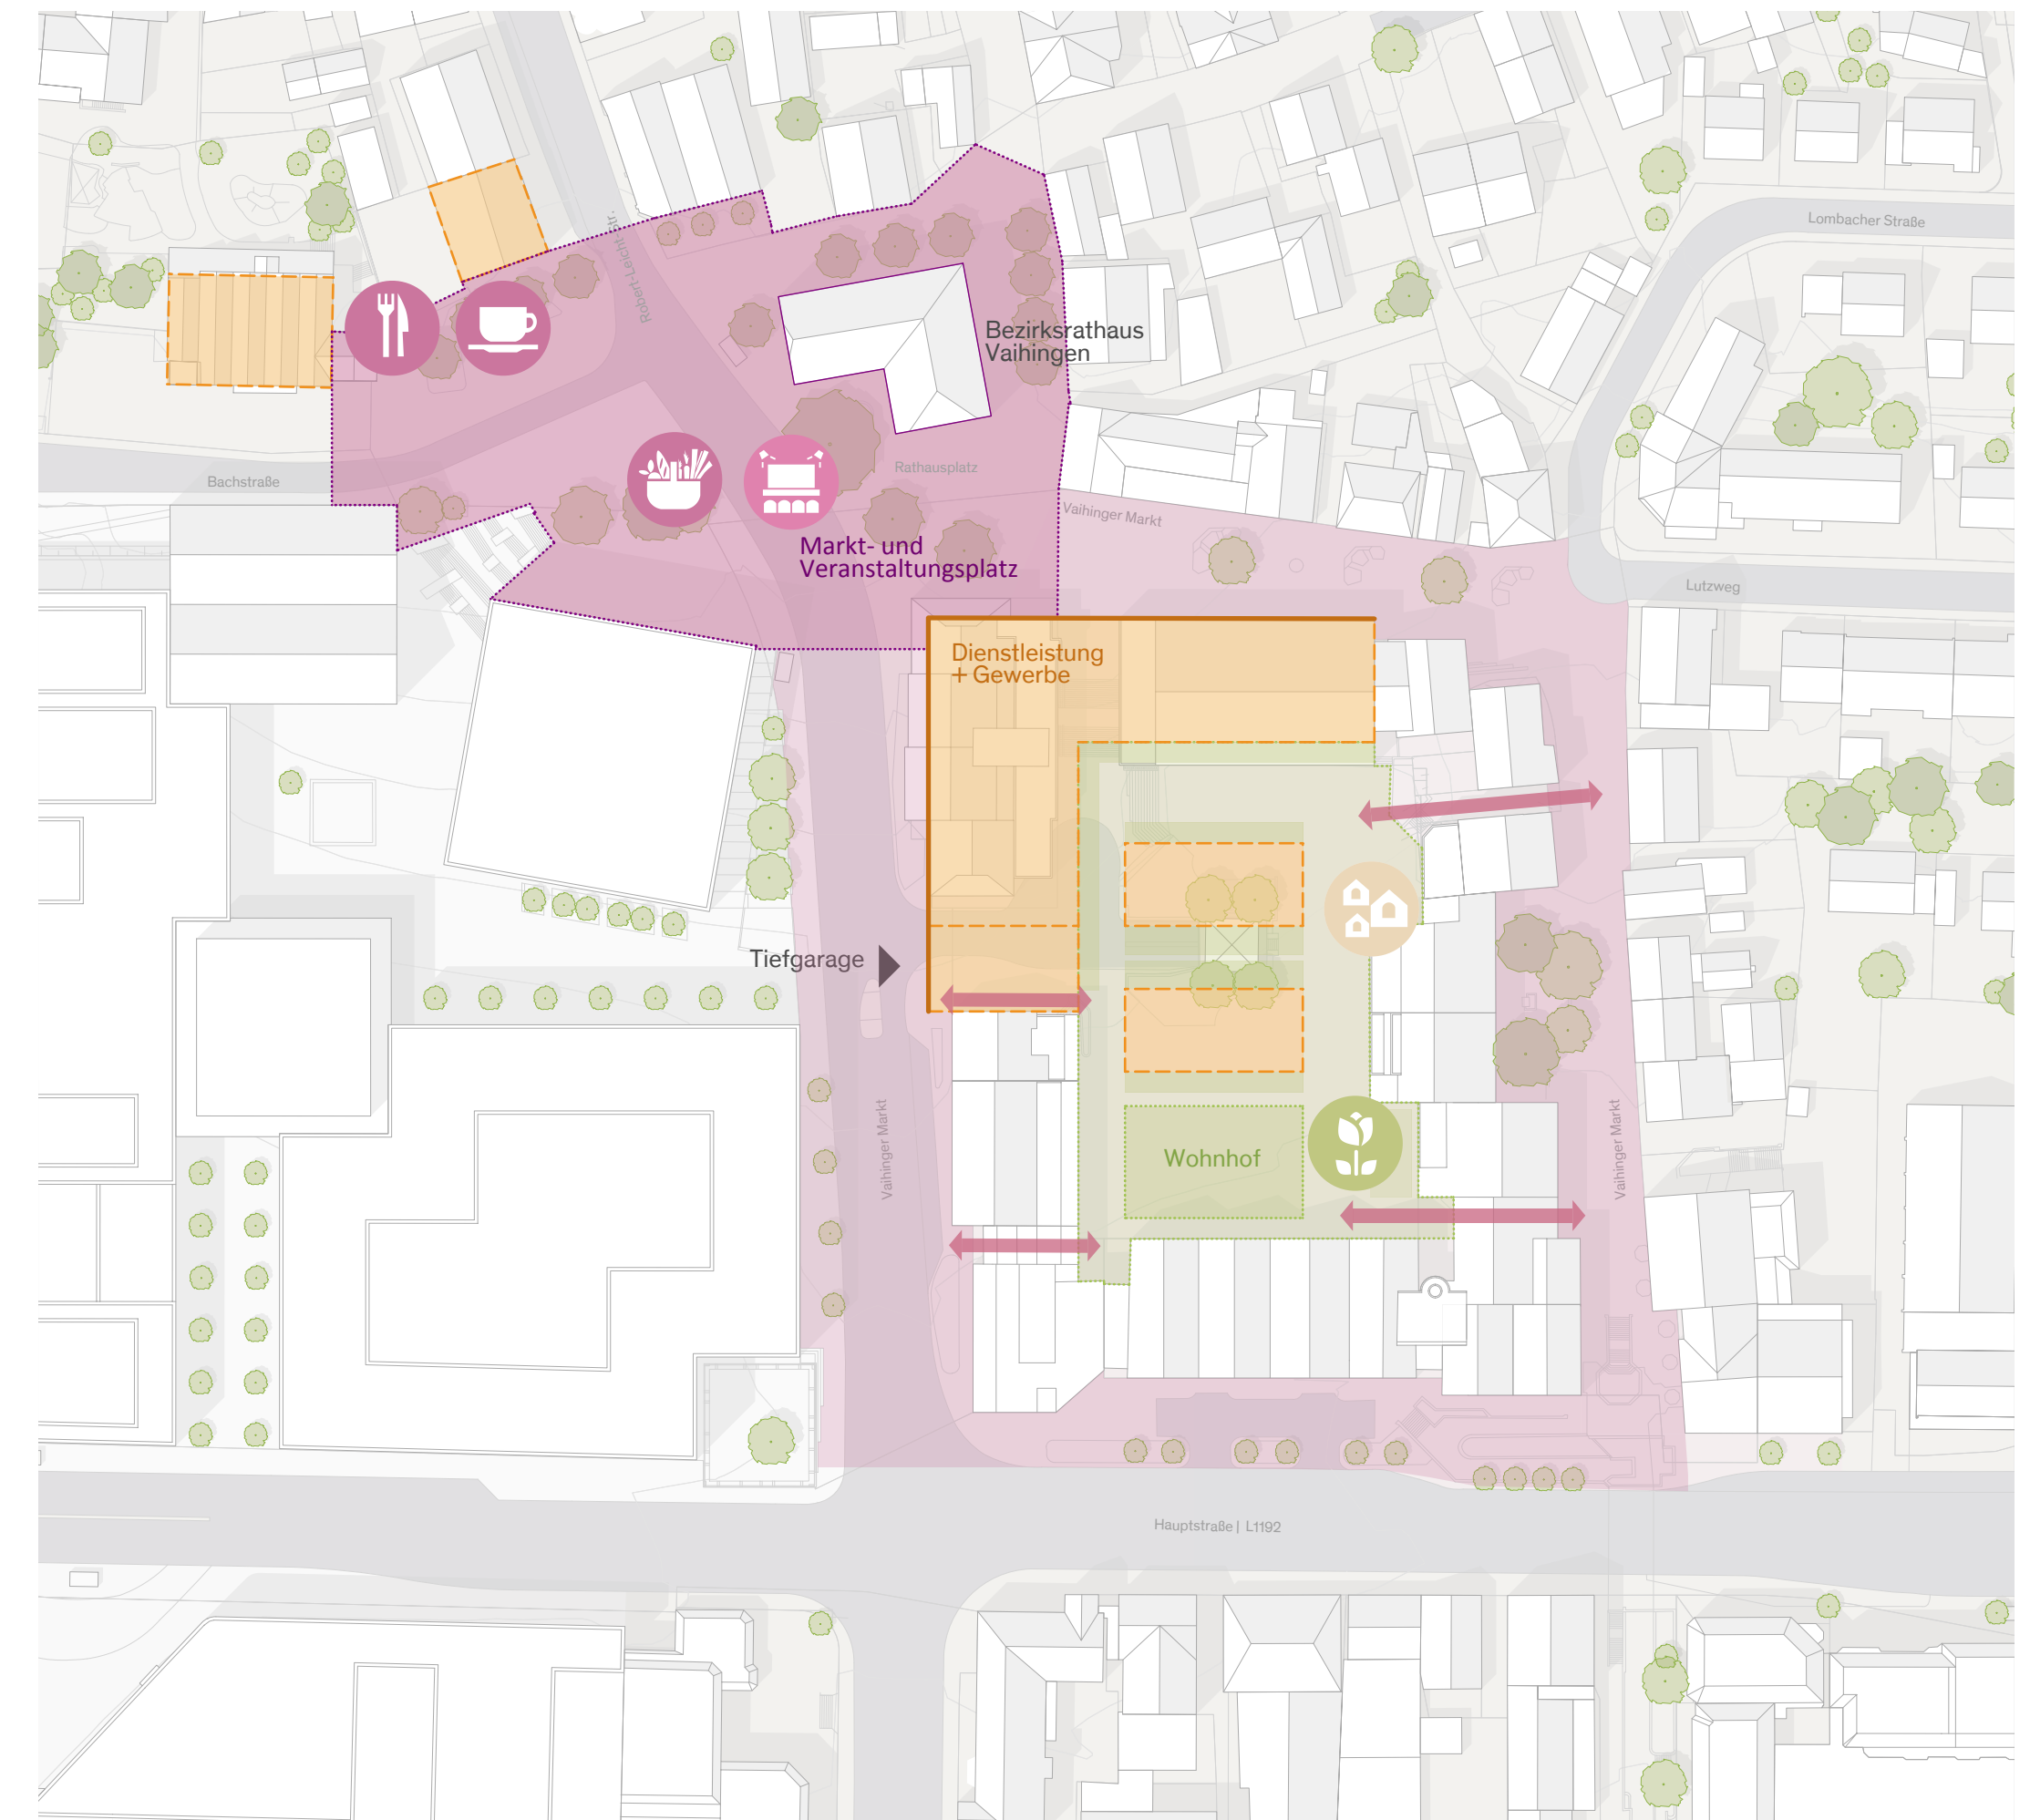 Lombacher Straße
Robert-Leicht-Str.
Bezirksrathaus
Vaihingen
Rathausplatz
Bachstraße
Vaihinger Markt
Markt- und
Veranstaltungsplatz
Lutzweg
Dienstleistung
+ Gewerbe
Tiefgarage
Vaihinger Markt
Wohnhof
Vaihinger Markt
Hauptstraße | L1192